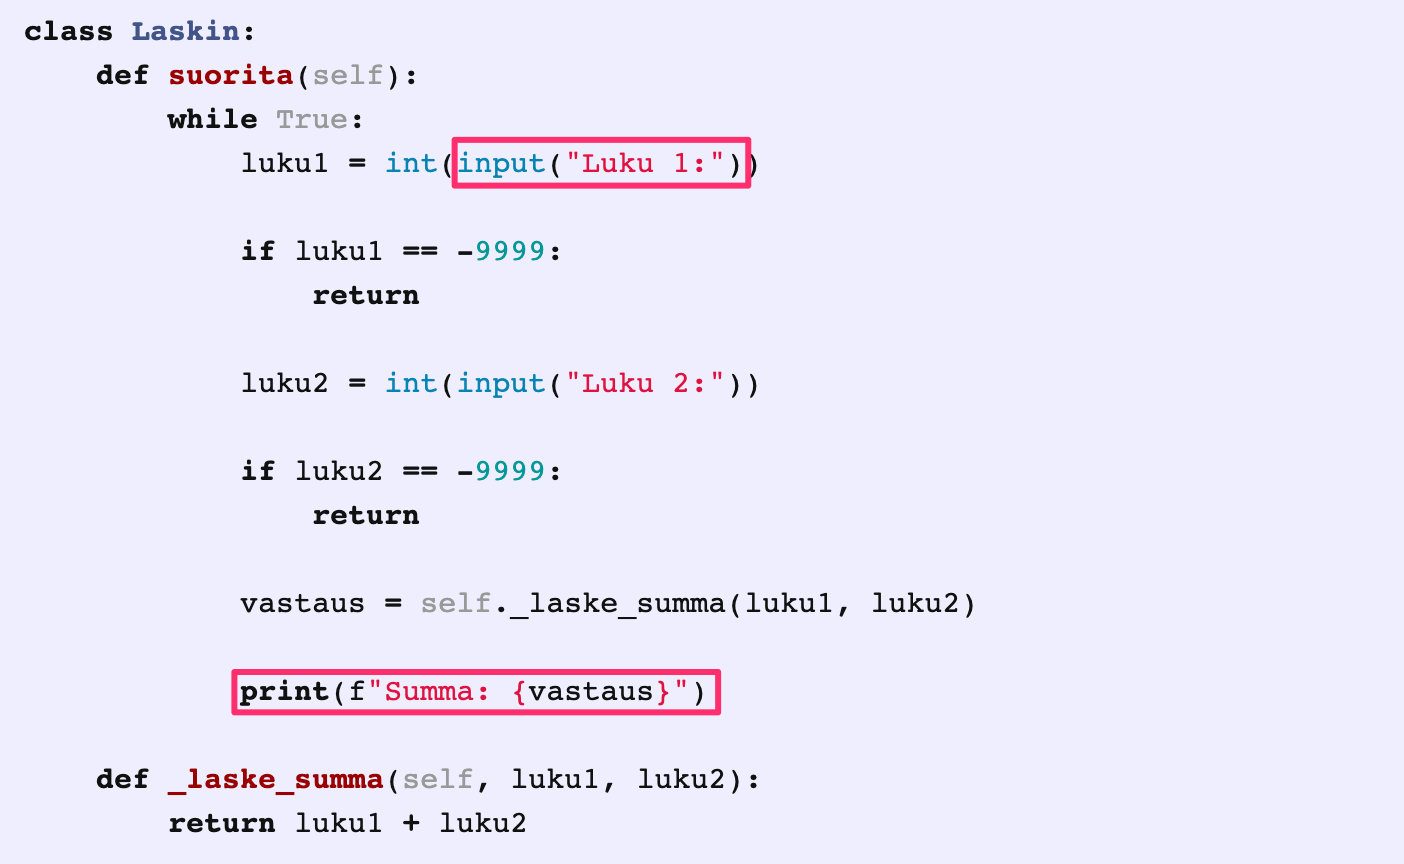 class Laskin:
    def suorita(self):
        while True:
            luku1 = int(input("Luku 1:"))
            if luku1 == -9999:
                return
            luku2 = int(input("Luku 2:"))
            if luku2 == -9999:
                return
            vastaus = self._laske_summa(luku1, luku2)
            print(f"Summa: {vastaus}")
    def _laske_summa(self, luku1, luku2):
        return luku1 + luku2